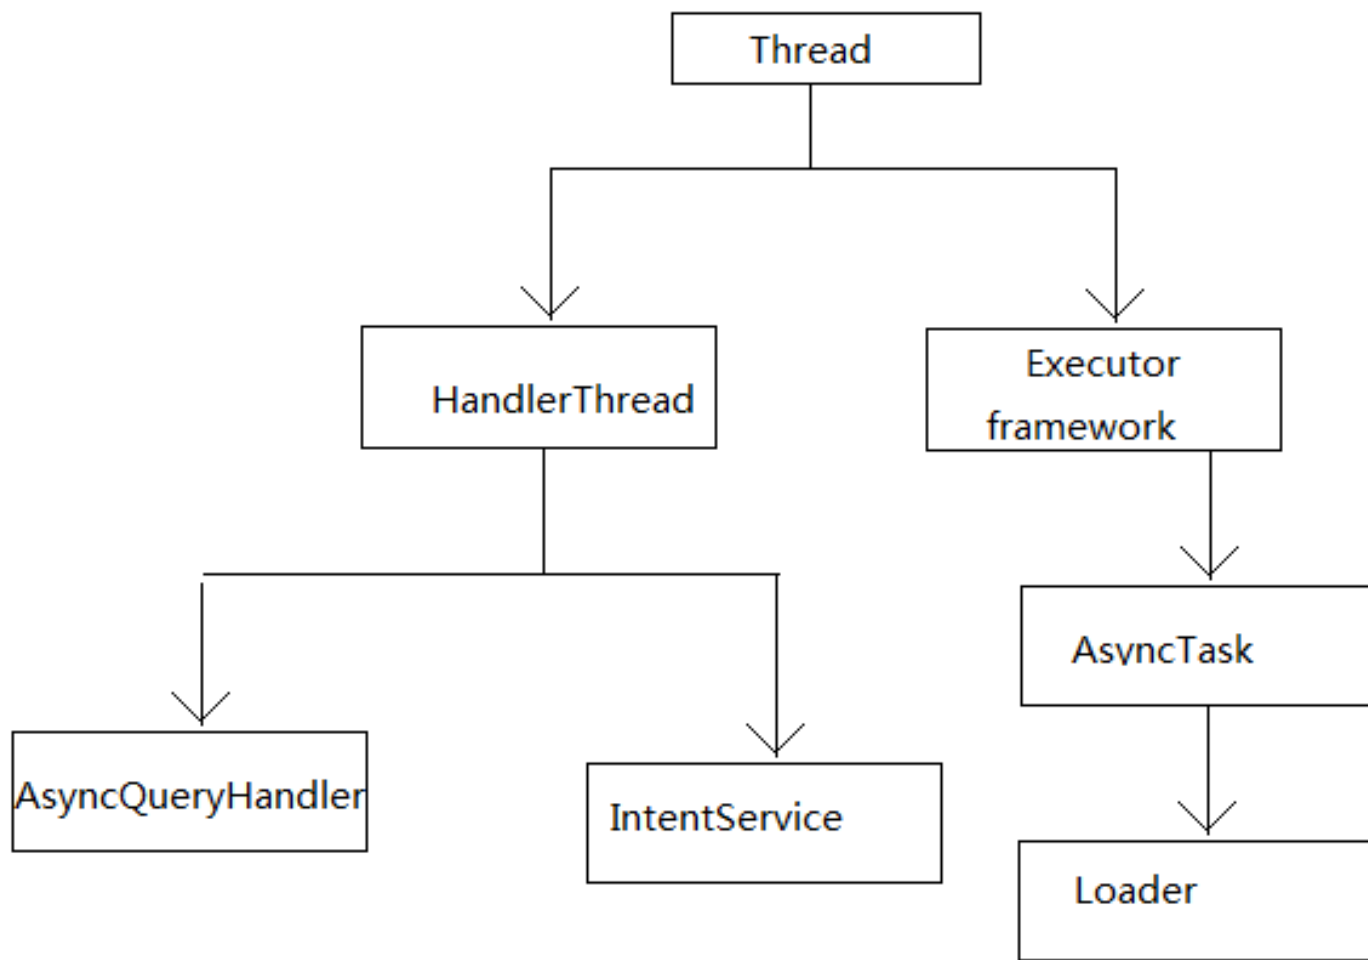 Thread
HandlerThread
Executor
framework
AsyncTask
AsyncQueryHandler
IntentService
Loader